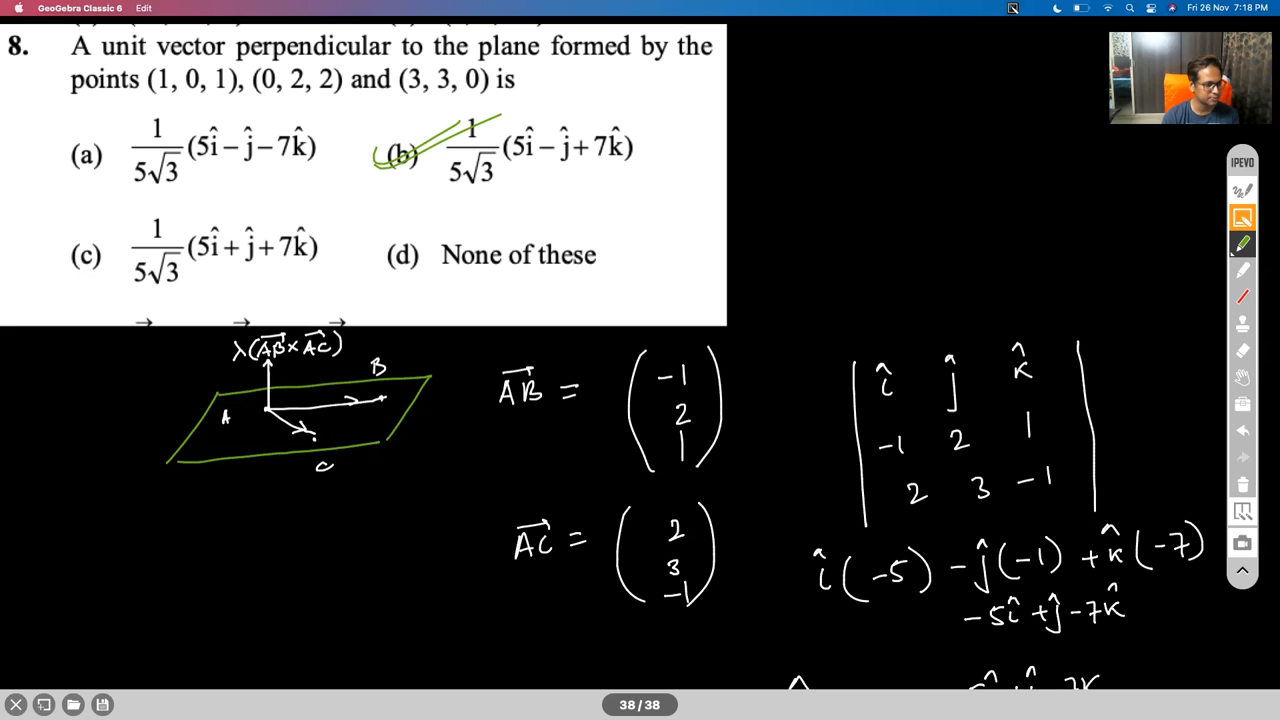 GeoGebra Classic 6 Edit Fri 26 Nov 7:18 PM
8. A unit vector perpendicular to the plane formed by the
points (1, 0, 1), (0, 2, 2) and (3, 3, 0) is
(a) 1/5√3 (5î − ĵ − 7k̂) (b) 1/5√3 (5î − ĵ + 7k̂)
(c) 1/5√3 (5î + ĵ + 7k̂) (d) None of these
IPEVO
λ(AB⃗ × AC⃗)
A B C
AB⃗ = (−1 2 1)
AC⃗ = (2 3 −1)
| î ĵ k̂ |
| −1 2 1 |
| 2 3 −1 |
î(−5) − ĵ(−1) + k̂(−7)
−5î + ĵ − 7k̂
38 / 38